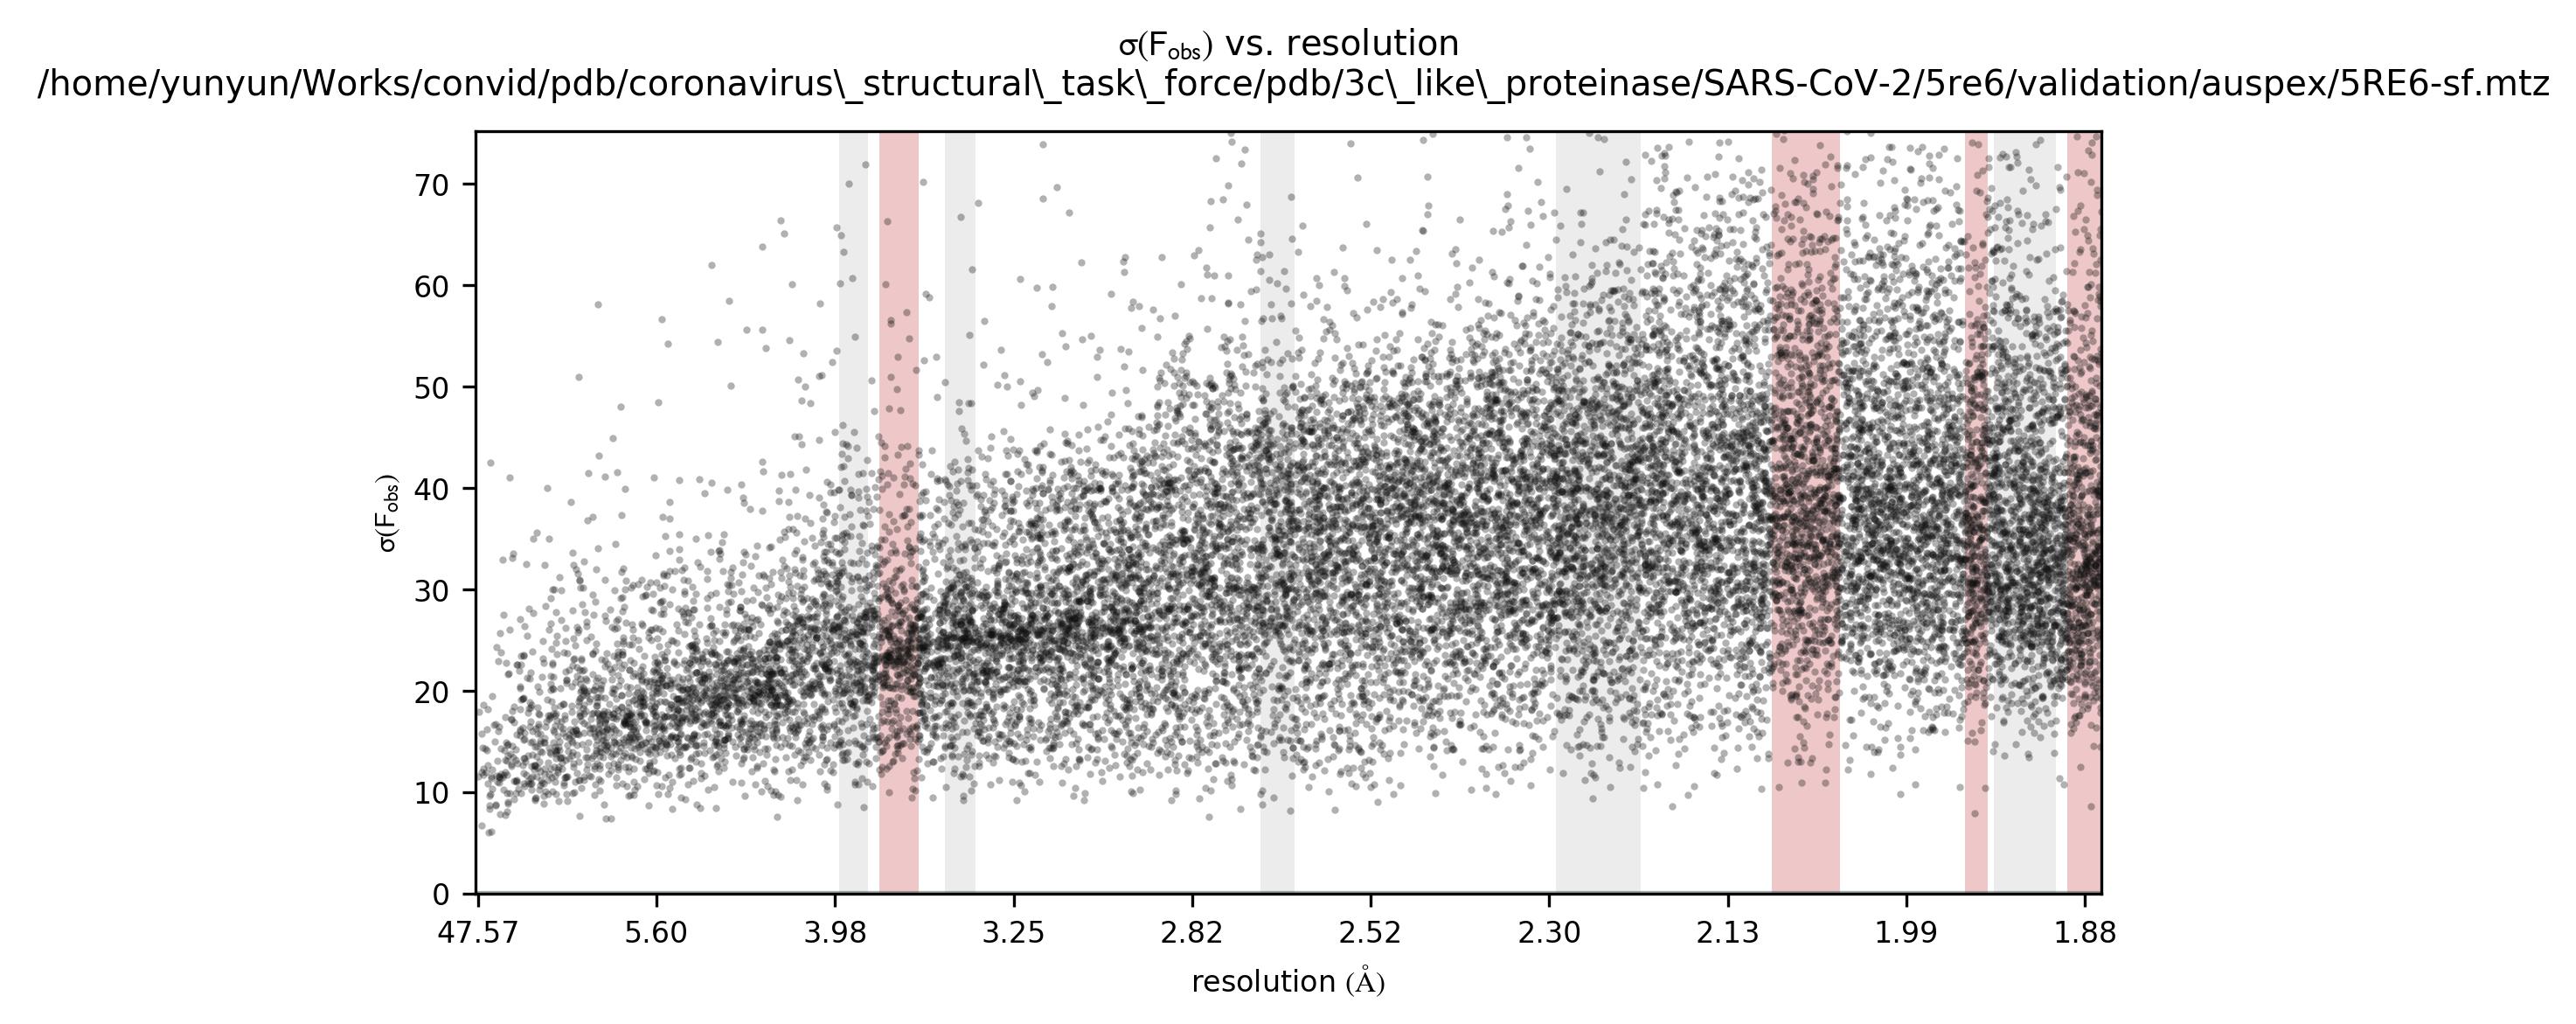 σ(Fobs) vs. resolution
/home/yunyun/Works/convid/pdb/coronavirus\_structural\_task\_force/pdb/3c\_like\_proteinase/SARS-CoV-2/5re6/validation/auspex/5RE6-sf.mtz
70
60
50
40
30
20
10
0
σ(Fobs)
47.57 5.60 3.98 3.25 2.82 2.52 2.30 2.13 1.99 1.88
resolution (Å)